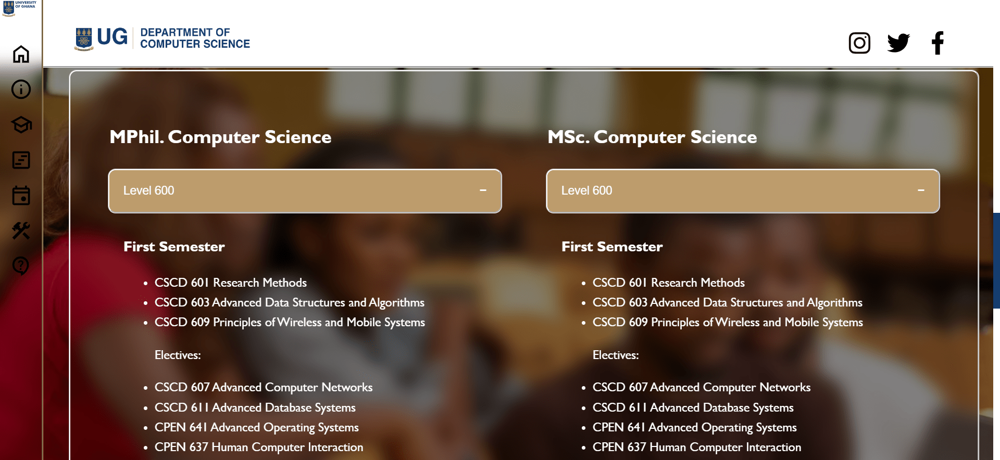 UNIVERSITY
OF GHANA
UG
DEPARTMENT OF
COMPUTER SCIENCE
MPhil. Computer Science
Level 600
First Semester
CSCD 601 Research Methods
CSCD 603 Advanced Data Structures and Algorithms
CSCD 609 Principles of Wireless and Mobile Systems
Electives:
CSCD 607 Advanced Computer Networks
CSCD 611 Advanced Database Systems
CPEN 641 Advanced Operating Systems
CPEN 637 Human Computer Interaction
MSc. Computer Science
Level 600
First Semester
CSCD 601 Research Methods
CSCD 603 Advanced Data Structures and Algorithms
CSCD 609 Principles of Wireless and Mobile Systems
Electives:
CSCD 607 Advanced Computer Networks
CSCD 611 Advanced Database Systems
CPEN 641 Advanced Operating Systems
CPEN 637 Human Computer Interaction